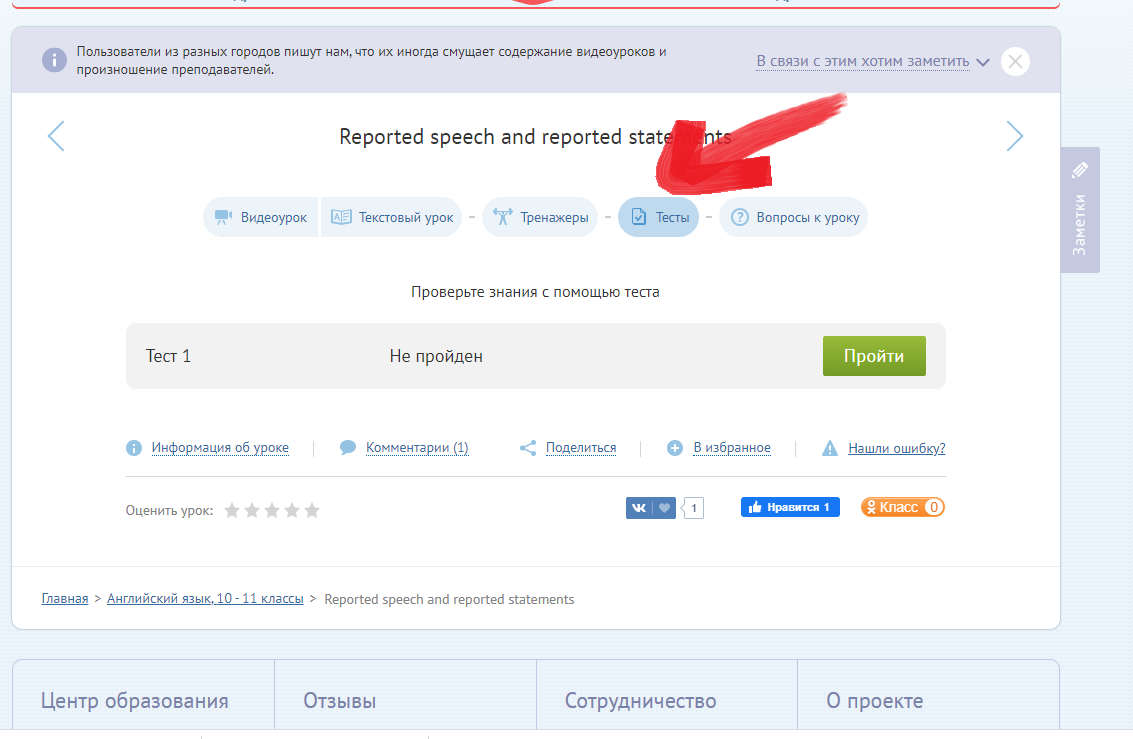 Пользователи из разных городов пишут нам, что их иногда смущает содержание видеоуроков и
произношение преподавателей.
В связи с этим хотим заметить
Reported speech and reported statements
Видеоурок
Текстовый урок
Тренажеры
Тесты
Вопросы к уроку
Заметки
Проверьте знания с помощью теста
Тест 1
Не пройден
Пройти
Информация об уроке
Комментарии (1)
Поделиться
В избранное
Нашли ошибку?
Оценить урок:
1
Нравится 1
Класс 0
Главная > Английский язык, 10 - 11 классы > Reported speech and reported statements
Центр образования
Отзывы
Сотрудничество
О проекте